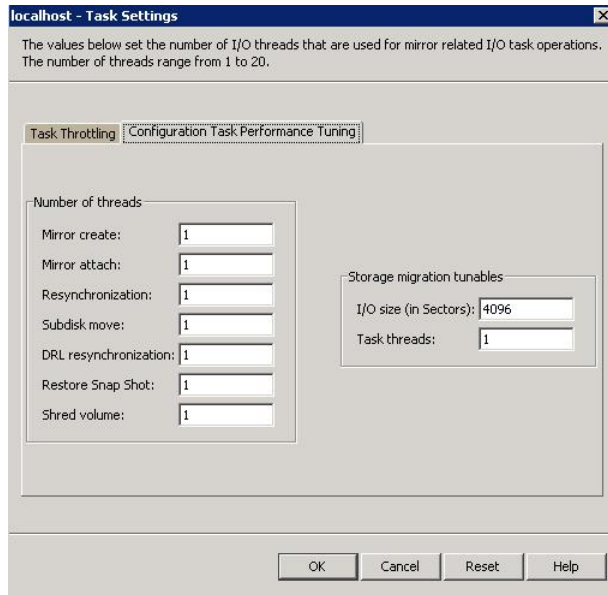 localhost - Task Settings
The values below set the number of I/O threads that are used for mirror related I/O task operations.
The number of threads range from 1 to 20.
Task Throttling
Configuration Task Performance Tuning
Number of threads
Mirror create: 1
Mirror attach: 1
Resynchronization: 1
Subdisk move: 1
DRL resynchronization: 1
Restore Snap Shot: 1
Shred volume: 1
Storage migration tunables
I/O size (in Sectors): 4096
Task threads: 1
OK
Cancel
Reset
Help